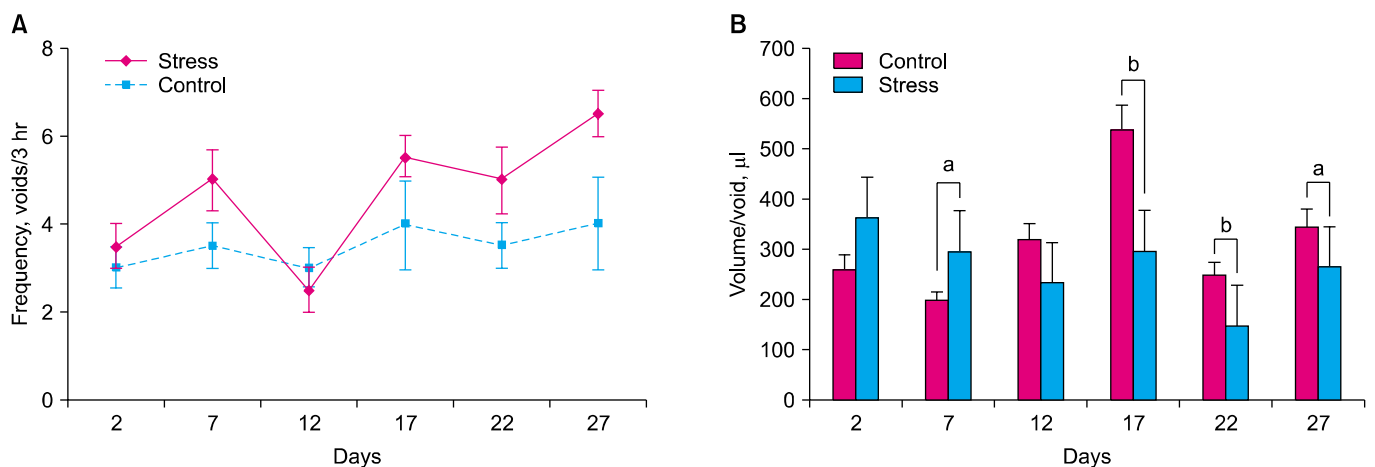 A
8
6
4
2
0
Frequency, voids/3 hr
Stress
Control
2 7 12 17 22 27
Days
B
700
600
500
400
300
200
100
0
Volume/void, µl
Control
Stress
a
b
b
a
2 7 12 17 22 27
Days